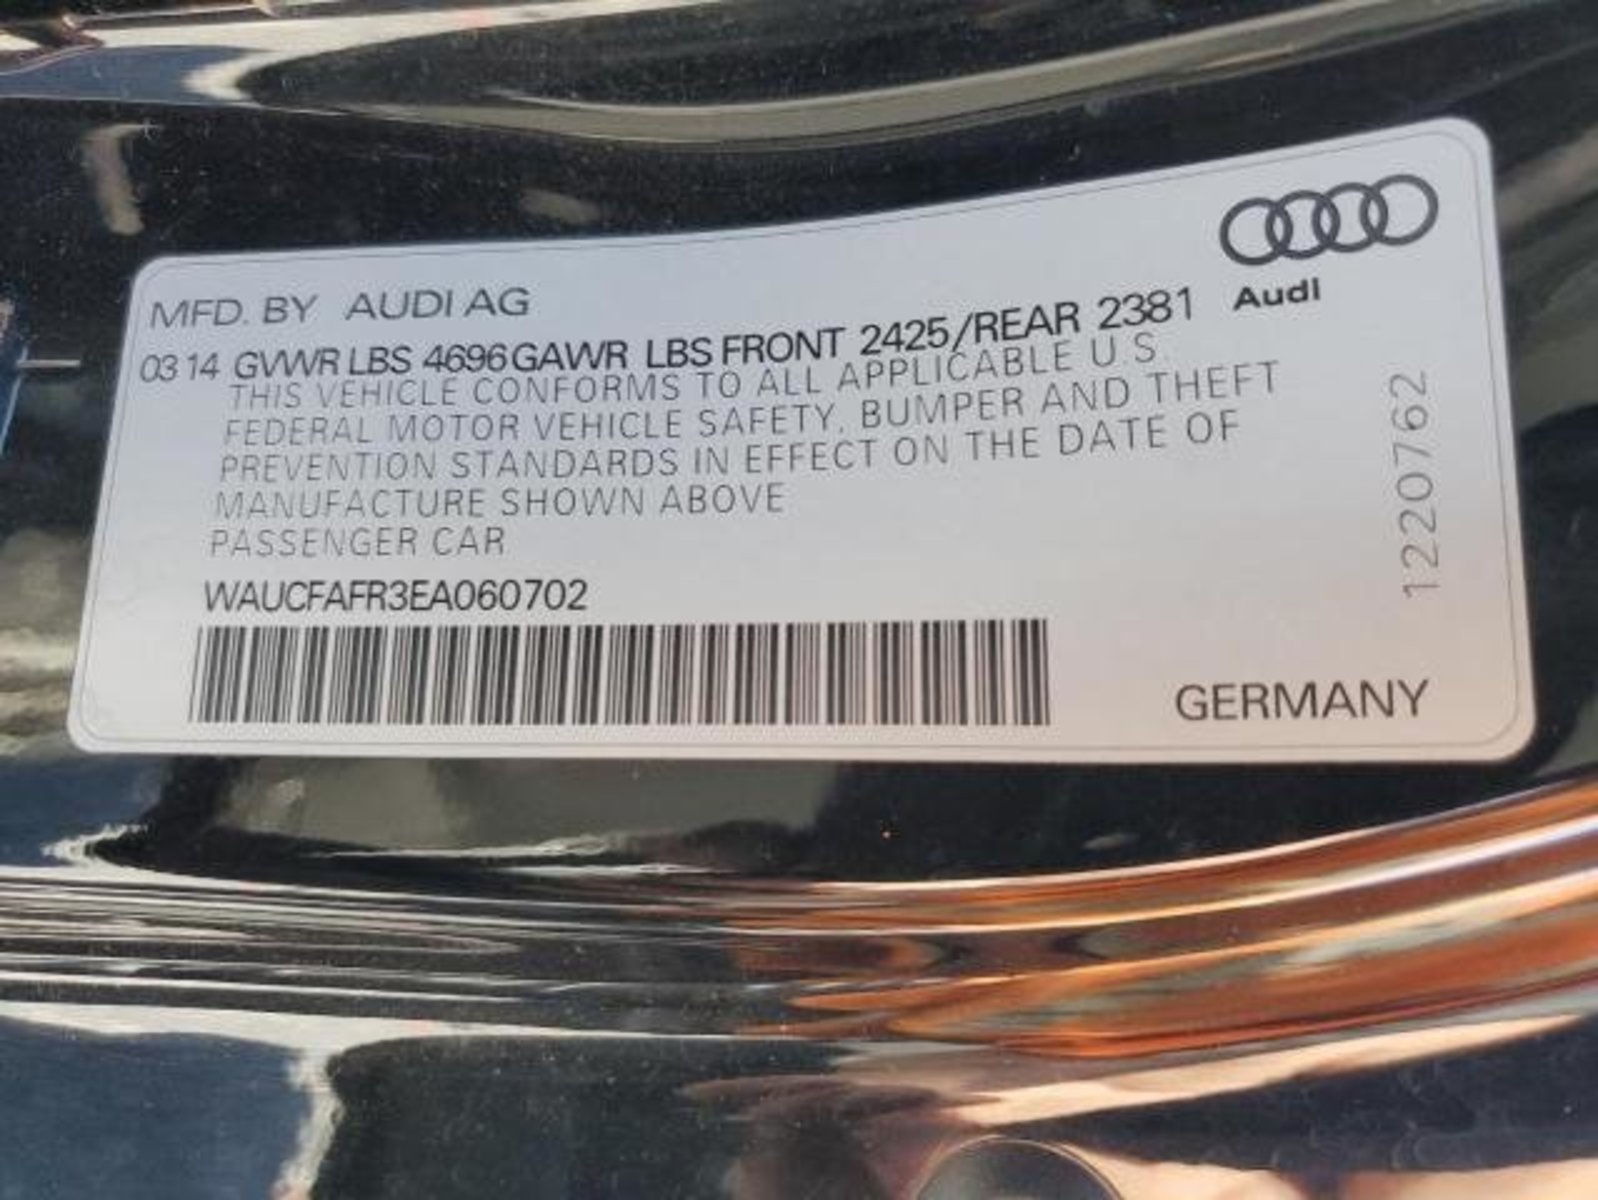 MFD. BY AUDI AG
Audi
03 14 GVWR LBS 4696 GAWR LBS FRONT 2425/REAR 2381
THIS VEHICLE CONFORMS TO ALL APPLICABLE U S
FEDERAL MOTOR VEHICLE SAFETY, BUMPER AND THEFT
PREVENTION STANDARDS IN EFFECT ON THE DATE OF
MANUFACTURE SHOWN ABOVE
PASSENGER CAR
WAUCFAFR3EA060702
1220762
GERMANY